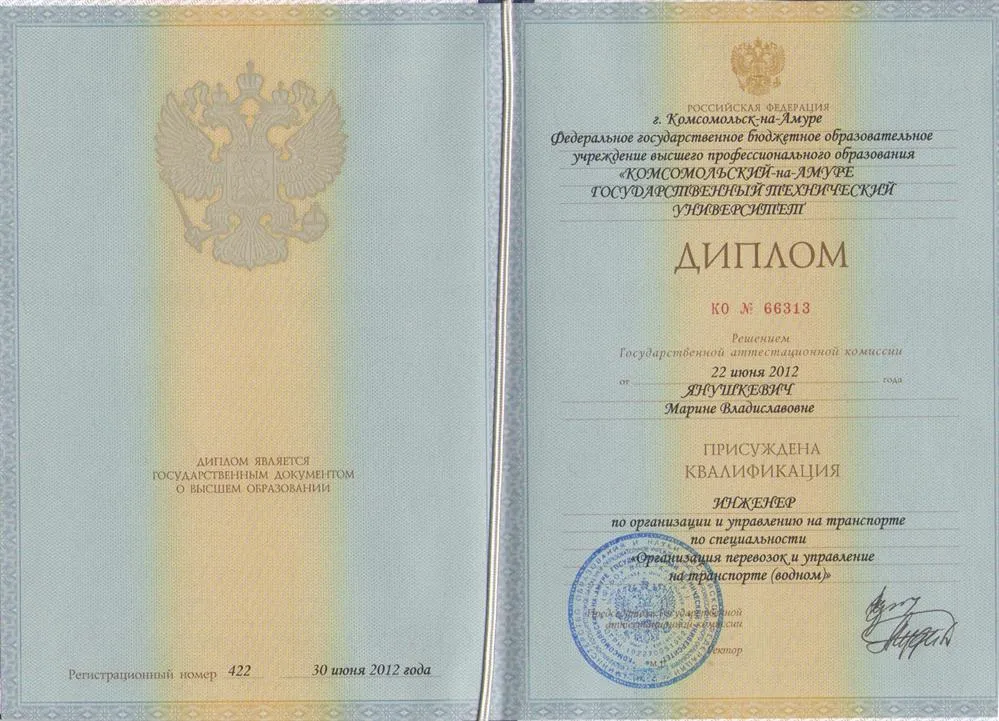 ДИПЛОМ ЯВЛЯЕТСЯ
ГОСУДАРСТВЕННЫМ ДОКУМЕНТОМ
О ВЫСШЕМ ОБРАЗОВАНИИ
Регистрационный номер 422 30 июня 2012 года
РОССИЙСКАЯ ФЕДЕРАЦИЯ
г. Комсомольск-на-Амуре
Федеральное государственное бюджетное образовательное
учреждение высшего профессионального образования
«КОМСОМОЛЬСКИЙ-на-АМУРЕ
ГОСУДАРСТВЕННЫЙ ТЕХНИЧЕСКИЙ
УНИВЕРСИТЕТ
ДИПЛОМ
КО № 66313
Решением
Государственной аттестационной комиссии
от 22 июня 2012 года
ЯНУШКЕВИЧ
Марине Владиславовне
ПРИСУЖДЕНА
КВАЛИФИКАЦИЯ
ИНЖЕНЕР
по организации и управлению на транспорте
по специальности
«Организация перевозок и управление
на транспорте (водном)»
Председатель Государственной
аттестационной комиссии
Ректор